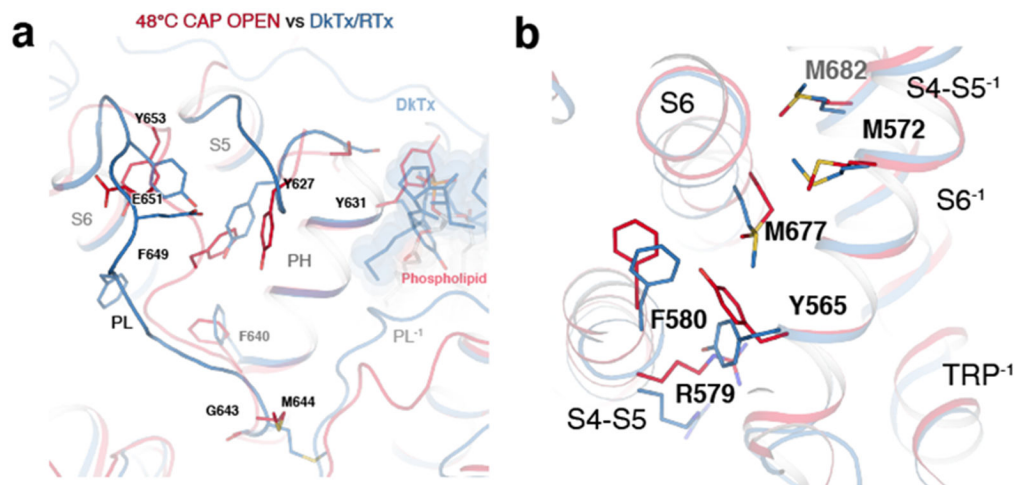 48°C CAP OPEN vs DkTx/RTx
a
Y653
DkTx
S5
Y627
E651
Y631
S6
F649
PH
Phospholipid
PL
F640
PL-1
G643
M644
b
M682
S4-S5-1
S6
M572
S6-1
M677
F580
Y565
TRP-1
R579
S4-S5